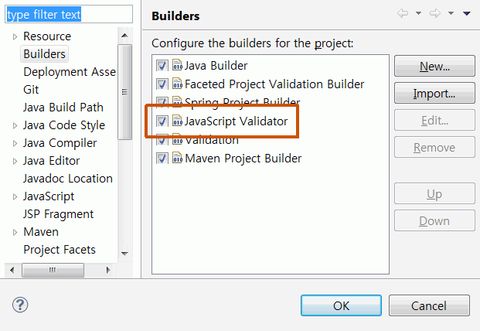 type filter text
Resource
Builders
Deployment Asse
Git
Java Build Path
Java Code Style
Java Compiler
Java Editor
Javadoc Location
JavaScript
JSP Fragment
Maven
Project Facets
Builders
Configure the builders for the project:
Java Builder
Faceted Project Validation Builder
Spring Project Builder
JavaScript Validator
Validation
Maven Project Builder
New...
Import...
Edit...
Remove
Up
Down
OK
Cancel